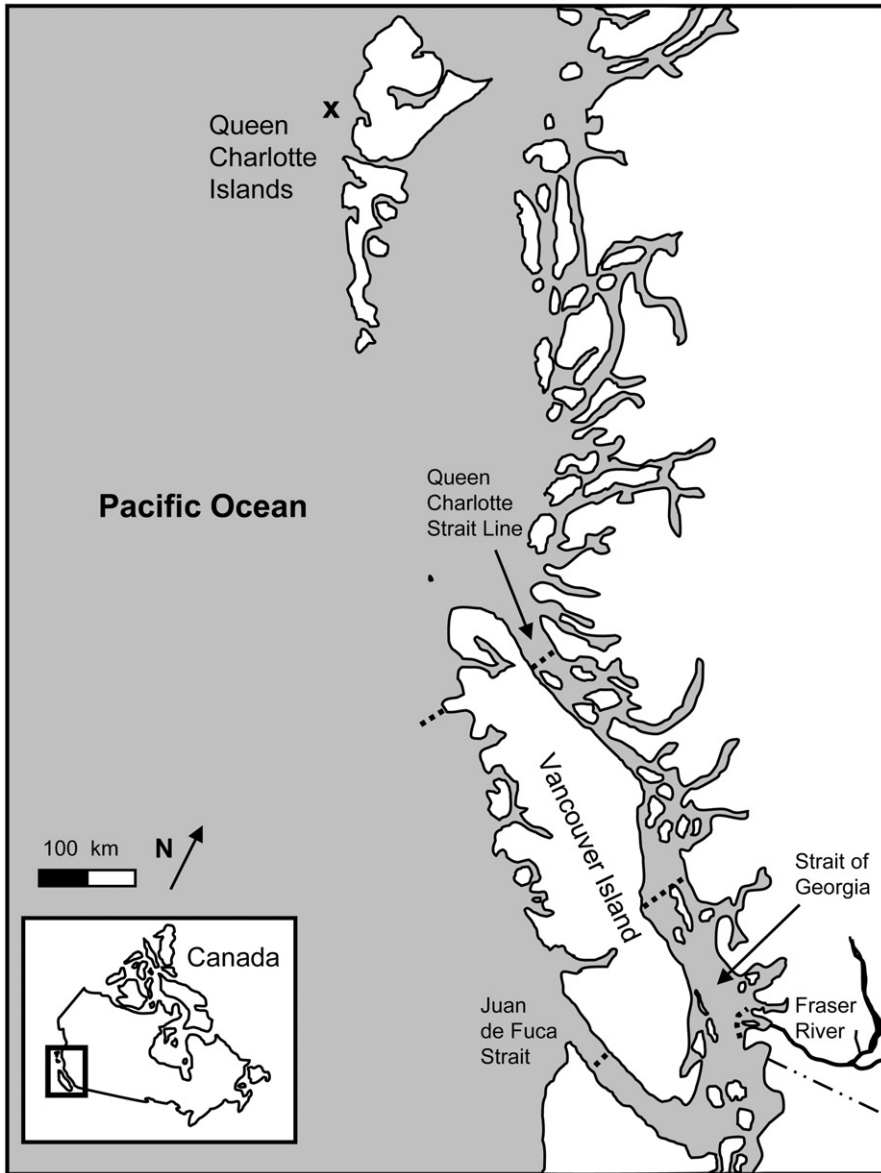 x
Queen
Charlotte
Islands
Queen
Charlotte
Strait Line
Pacific Ocean
Vancouver Island
100 km
N
Strait of
Georgia
Canada
Juan
de Fuca
Strait
Fraser
River